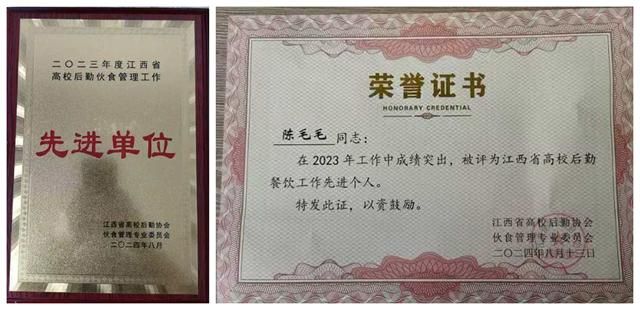 二〇二三年度江西省
高校后勤伙食管理工作
先进单位
江西省高校后勤协会
伙食管理专业委员会
二〇二四年八月
荣誉证书
HONORARY CREDENTIAL
陈毛毛 同志：
在2023年工作中成绩突出，被评为江西省高校后勤
餐饮工作先进个人。
特发此证，以资鼓励。
江西省高校后勤协会
伙食管理专业委员会
二〇二四年八月十三日